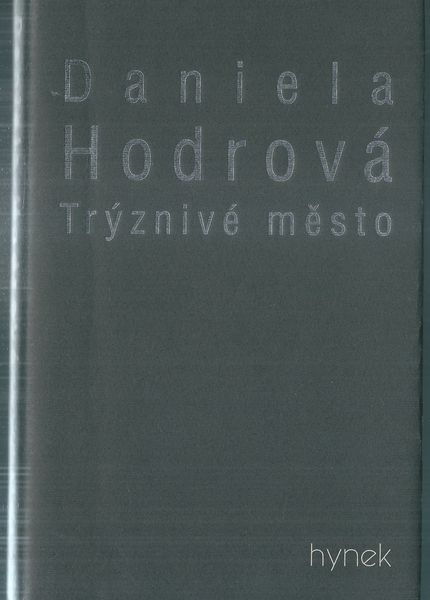 Daniela
Hodrová
Trýznivé město
hynek